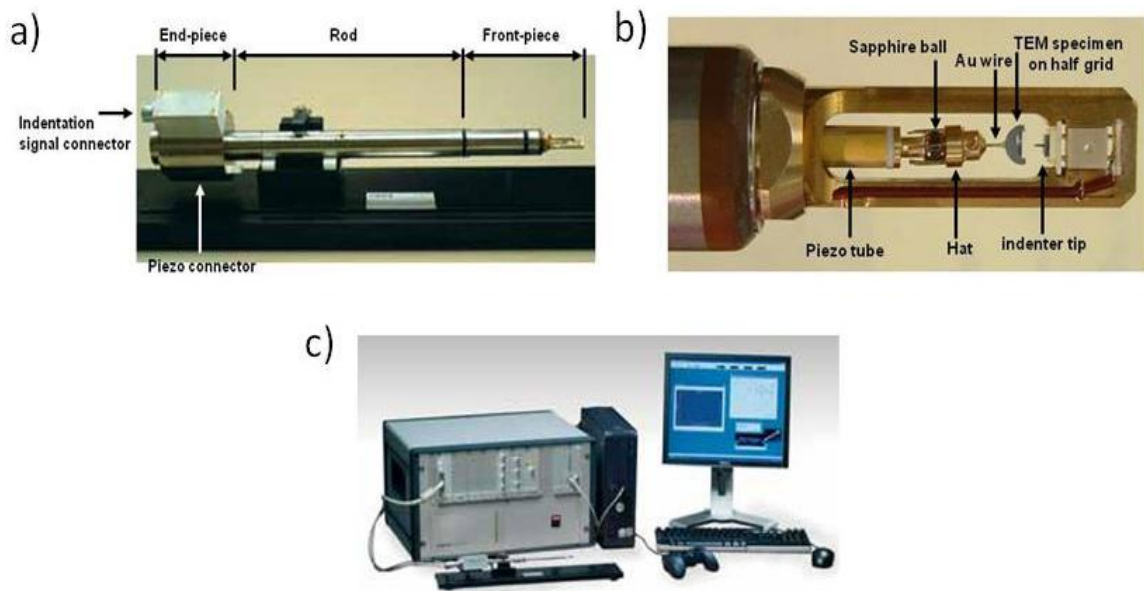 a)
End-piece
Rod
Front-piece
Indentation
signal connector
Piezo connector
b)
Sapphire ball
Au wire
TEM specimen
on half grid
Piezo tube
Hat
indenter tip
c)